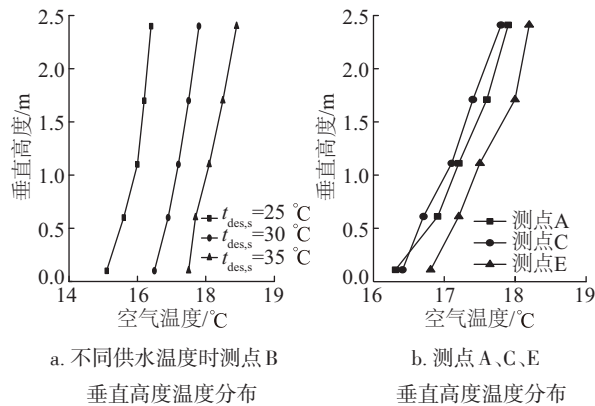 2.5
2.0
1.5
1.0
0.5
0.0
垂直高度/m
t_des,s=25 ℃
t_des,s=30 ℃
t_des,s=35 ℃
14 15 16 17 18 19
空气温度/℃
a. 不同供水温度时测点 B
垂直高度温度分布
2.5
2.0
1.5
1.0
0.5
0.0
垂直高度/m
测点A
测点C
测点E
16 17 18 19
空气温度/℃
b. 测点 A、C、E
垂直高度温度分布